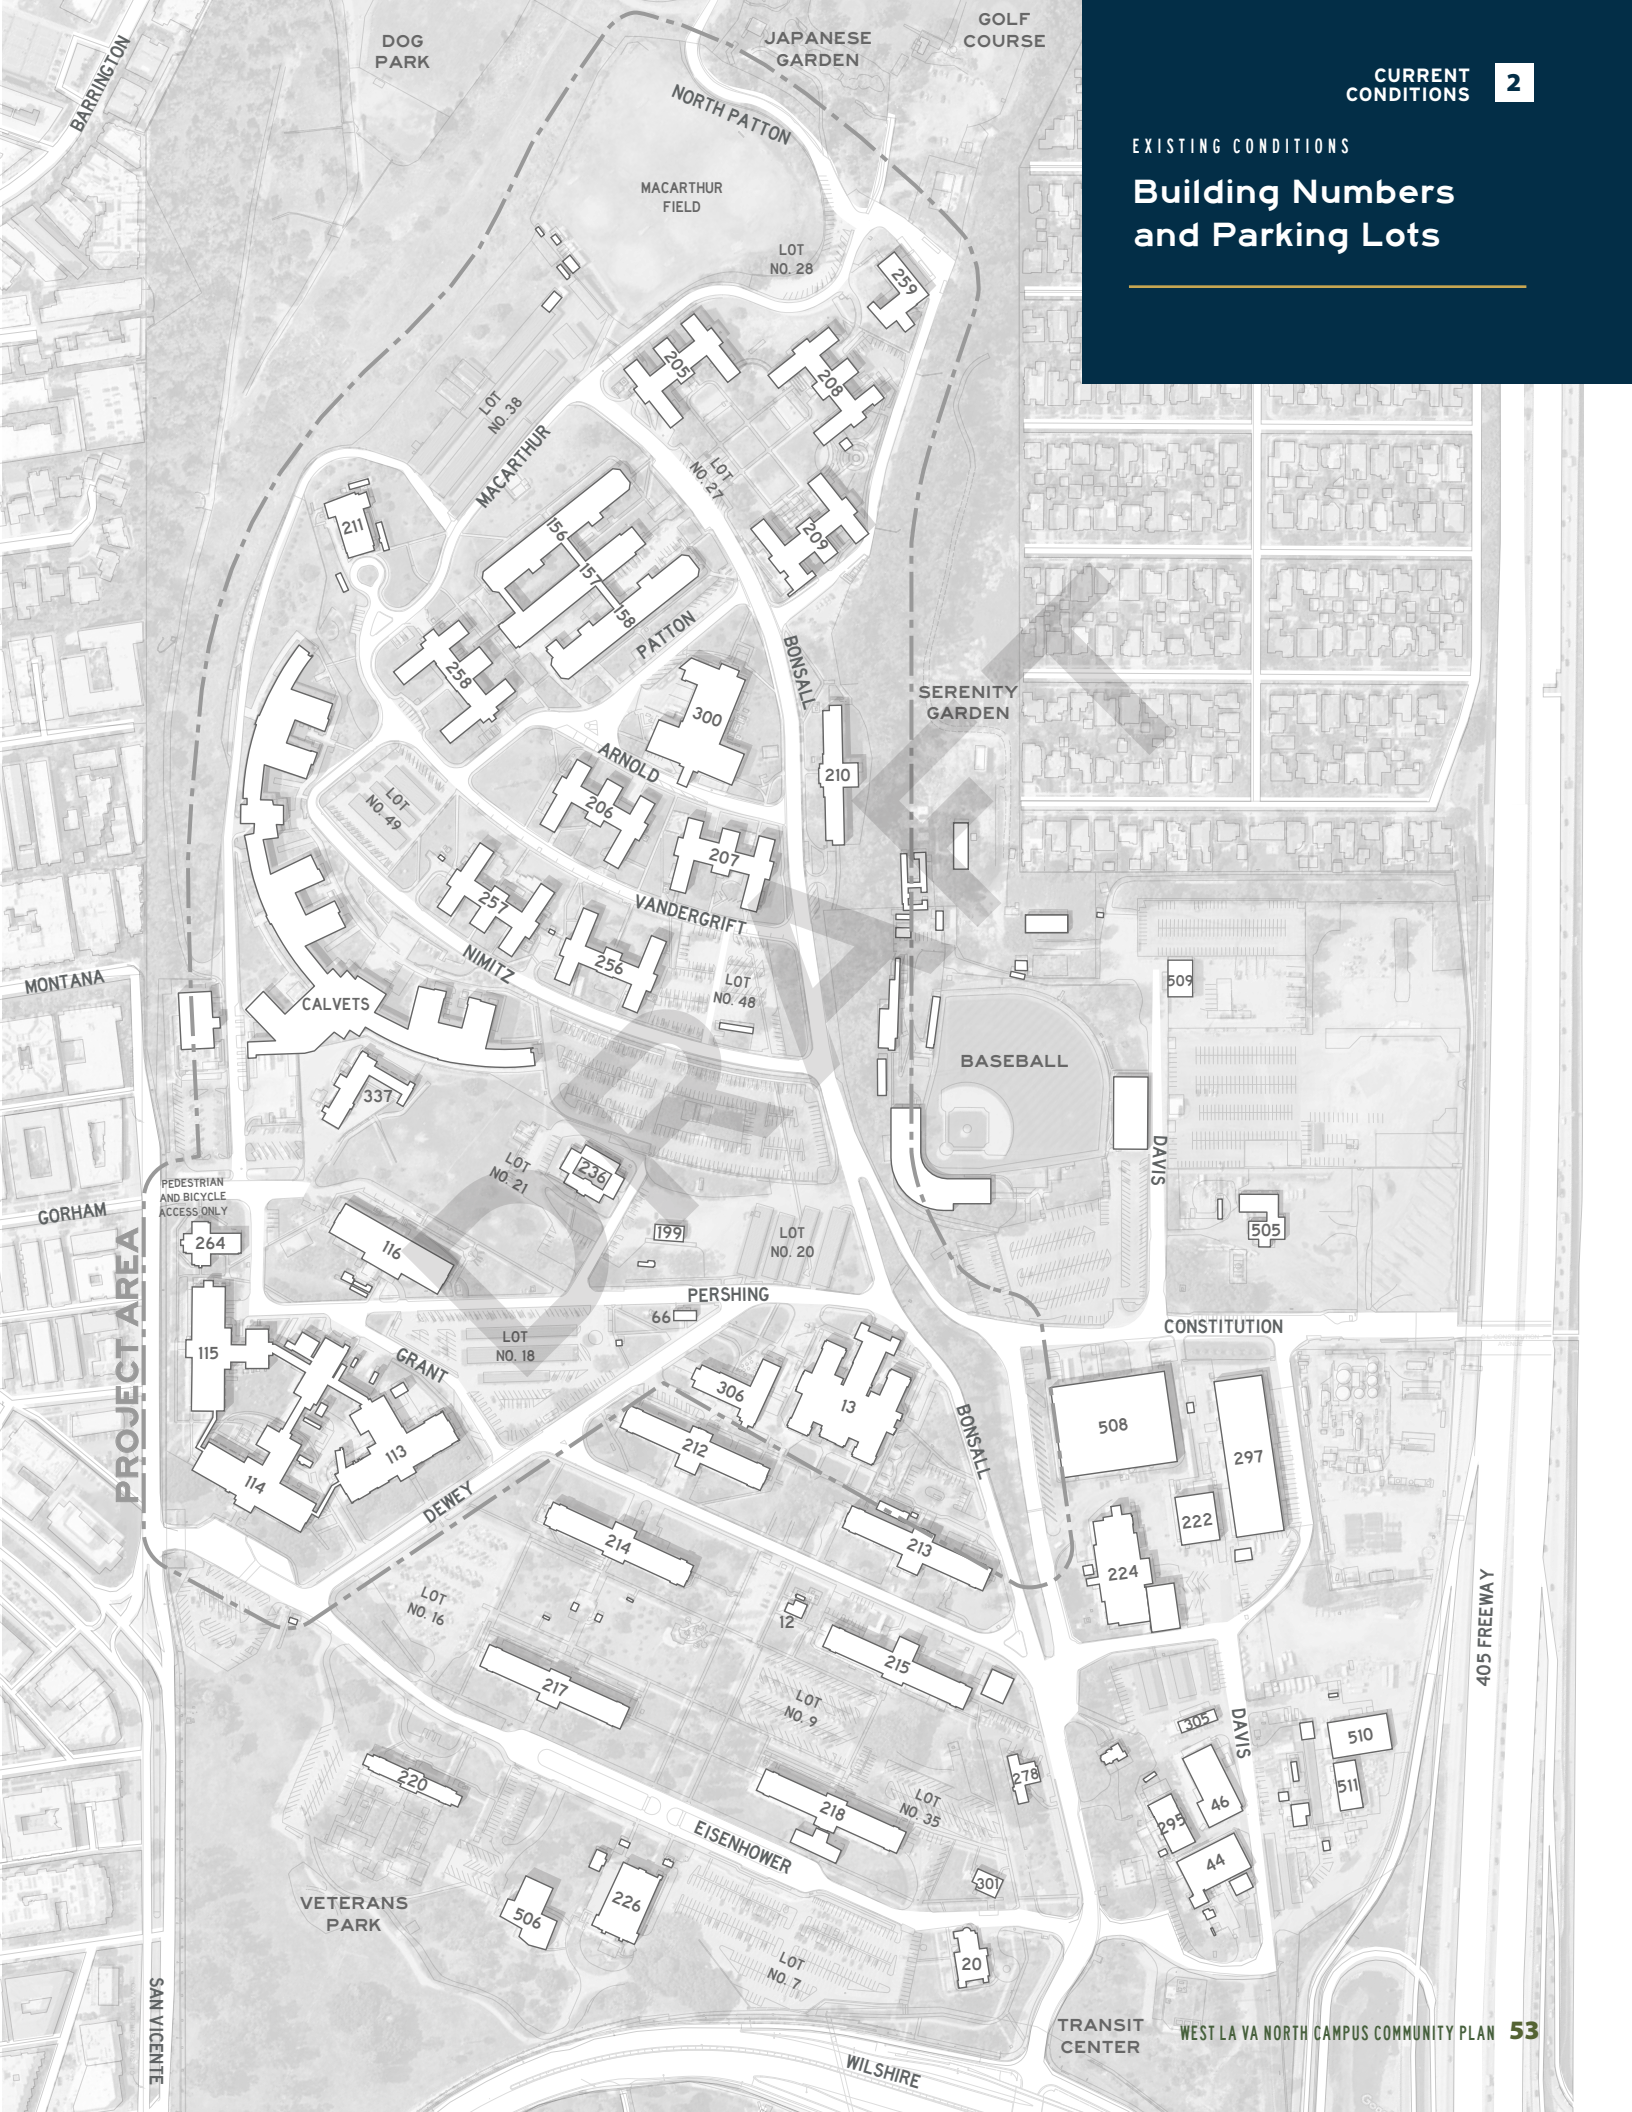 CURRENT
CONDITIONS
2
EXISTING CONDITIONS
Building Numbers
and Parking Lots
DOG
PARK
JAPANESE
GARDEN
GOLF
COURSE
BARRINGTON
NORTH PATTON
MACARTHUR
FIELD
LOT
NO. 28
259
205
208
LOT
NO. 38
MACARTHUR
LOT
NO. 27
211
156
157
158
209
PATTON
BONSALL
258
300
SERENITY
GARDEN
ARNOLD
210
LOT
NO. 49
206
207
257
VANDERGRIFT
256
NIMITZ
LOT
NO. 48
MONTANA
CALVETS
509
BASEBALL
337
DAVIS
LOT
NO. 21
236
PEDESTRIAN
AND BICYCLE
ACCESS ONLY
GORHAM
264
116
199
LOT
NO. 20
505
PROJECT AREA
PERSHING
66
CONSTITUTION
115
GRANT
LOT
NO. 18
306
13
508
297
BONSALL
113
114
212
DEWEY
214
213
222
224
LOT
NO. 16
12
215
217
LOT
NO. 9
405 FREEWAY
305
DAVIS
510
511
220
278
46
295
218
LOT
NO. 35
44
EISENHOWER
301
VETERANS
PARK
506
226
20
LOT
NO. 7
SAN VICENTE
TRANSIT
CENTER
WILSHIRE
DRAFT
WEST LA VA NORTH CAMPUS COMMUNITY PLAN 53